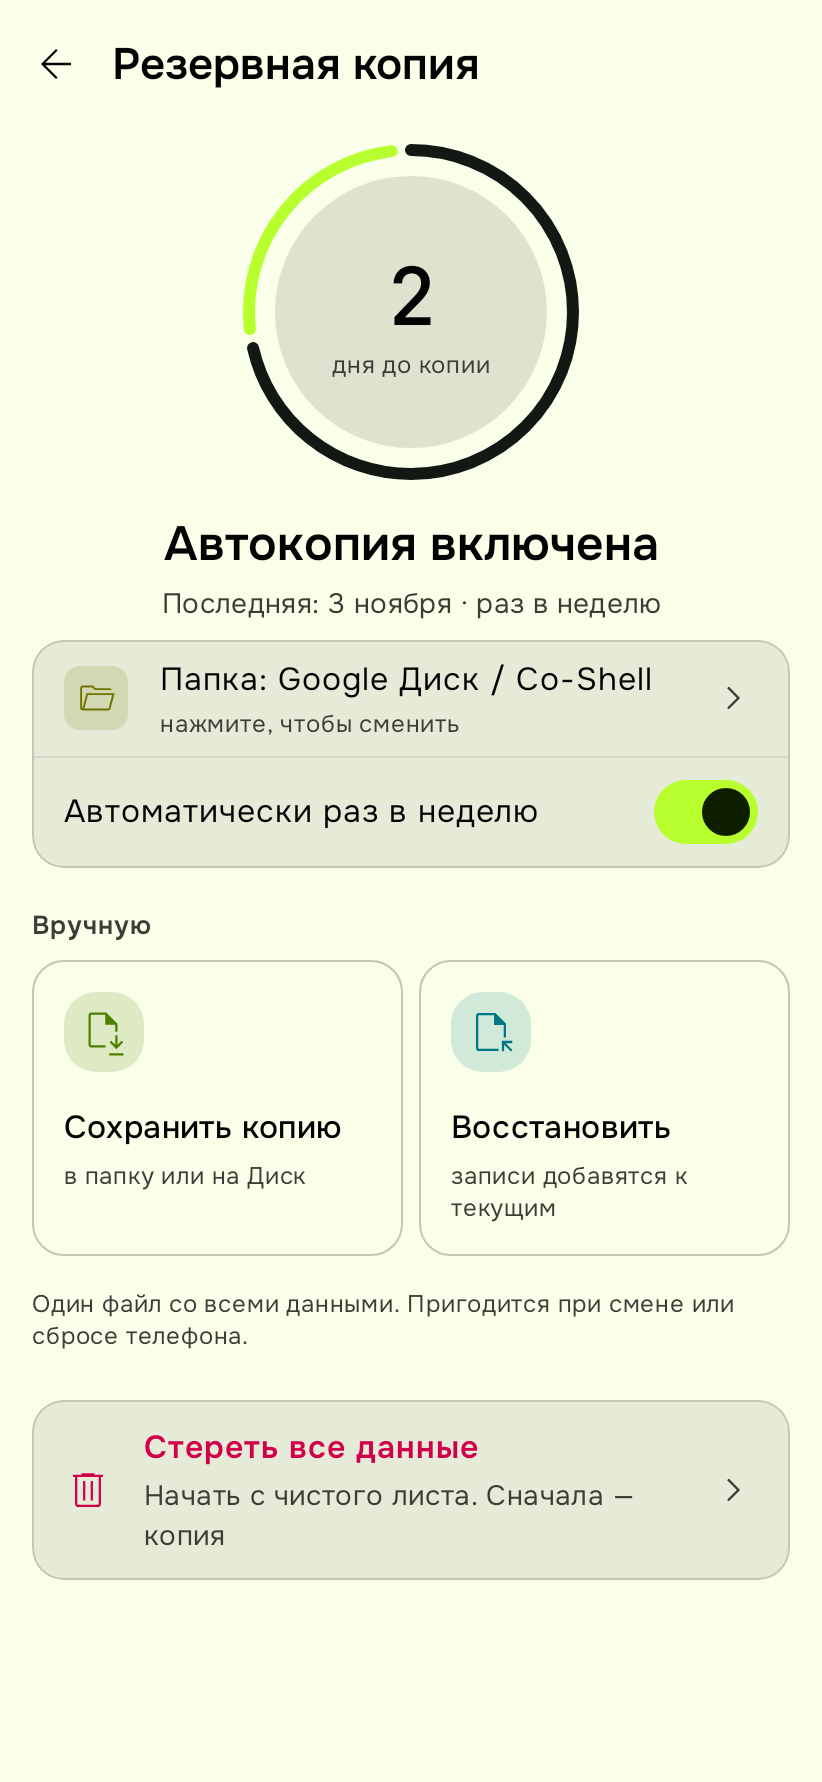 Резервная копия
2
дня до копии
Автокопия включена
Последняя: 3 ноября · раз в неделю
Папка: Google Диск / Co-Shell
нажмите, чтобы сменить
Автоматически раз в неделю
Вручную
Сохранить копию
в папку или на Диск
Восстановить
записи добавятся к
текущим
Один файл со всеми данными. Пригодится при смене или
сбросе телефона.
Стереть все данные
Начать с чистого листа. Сначала —
копия